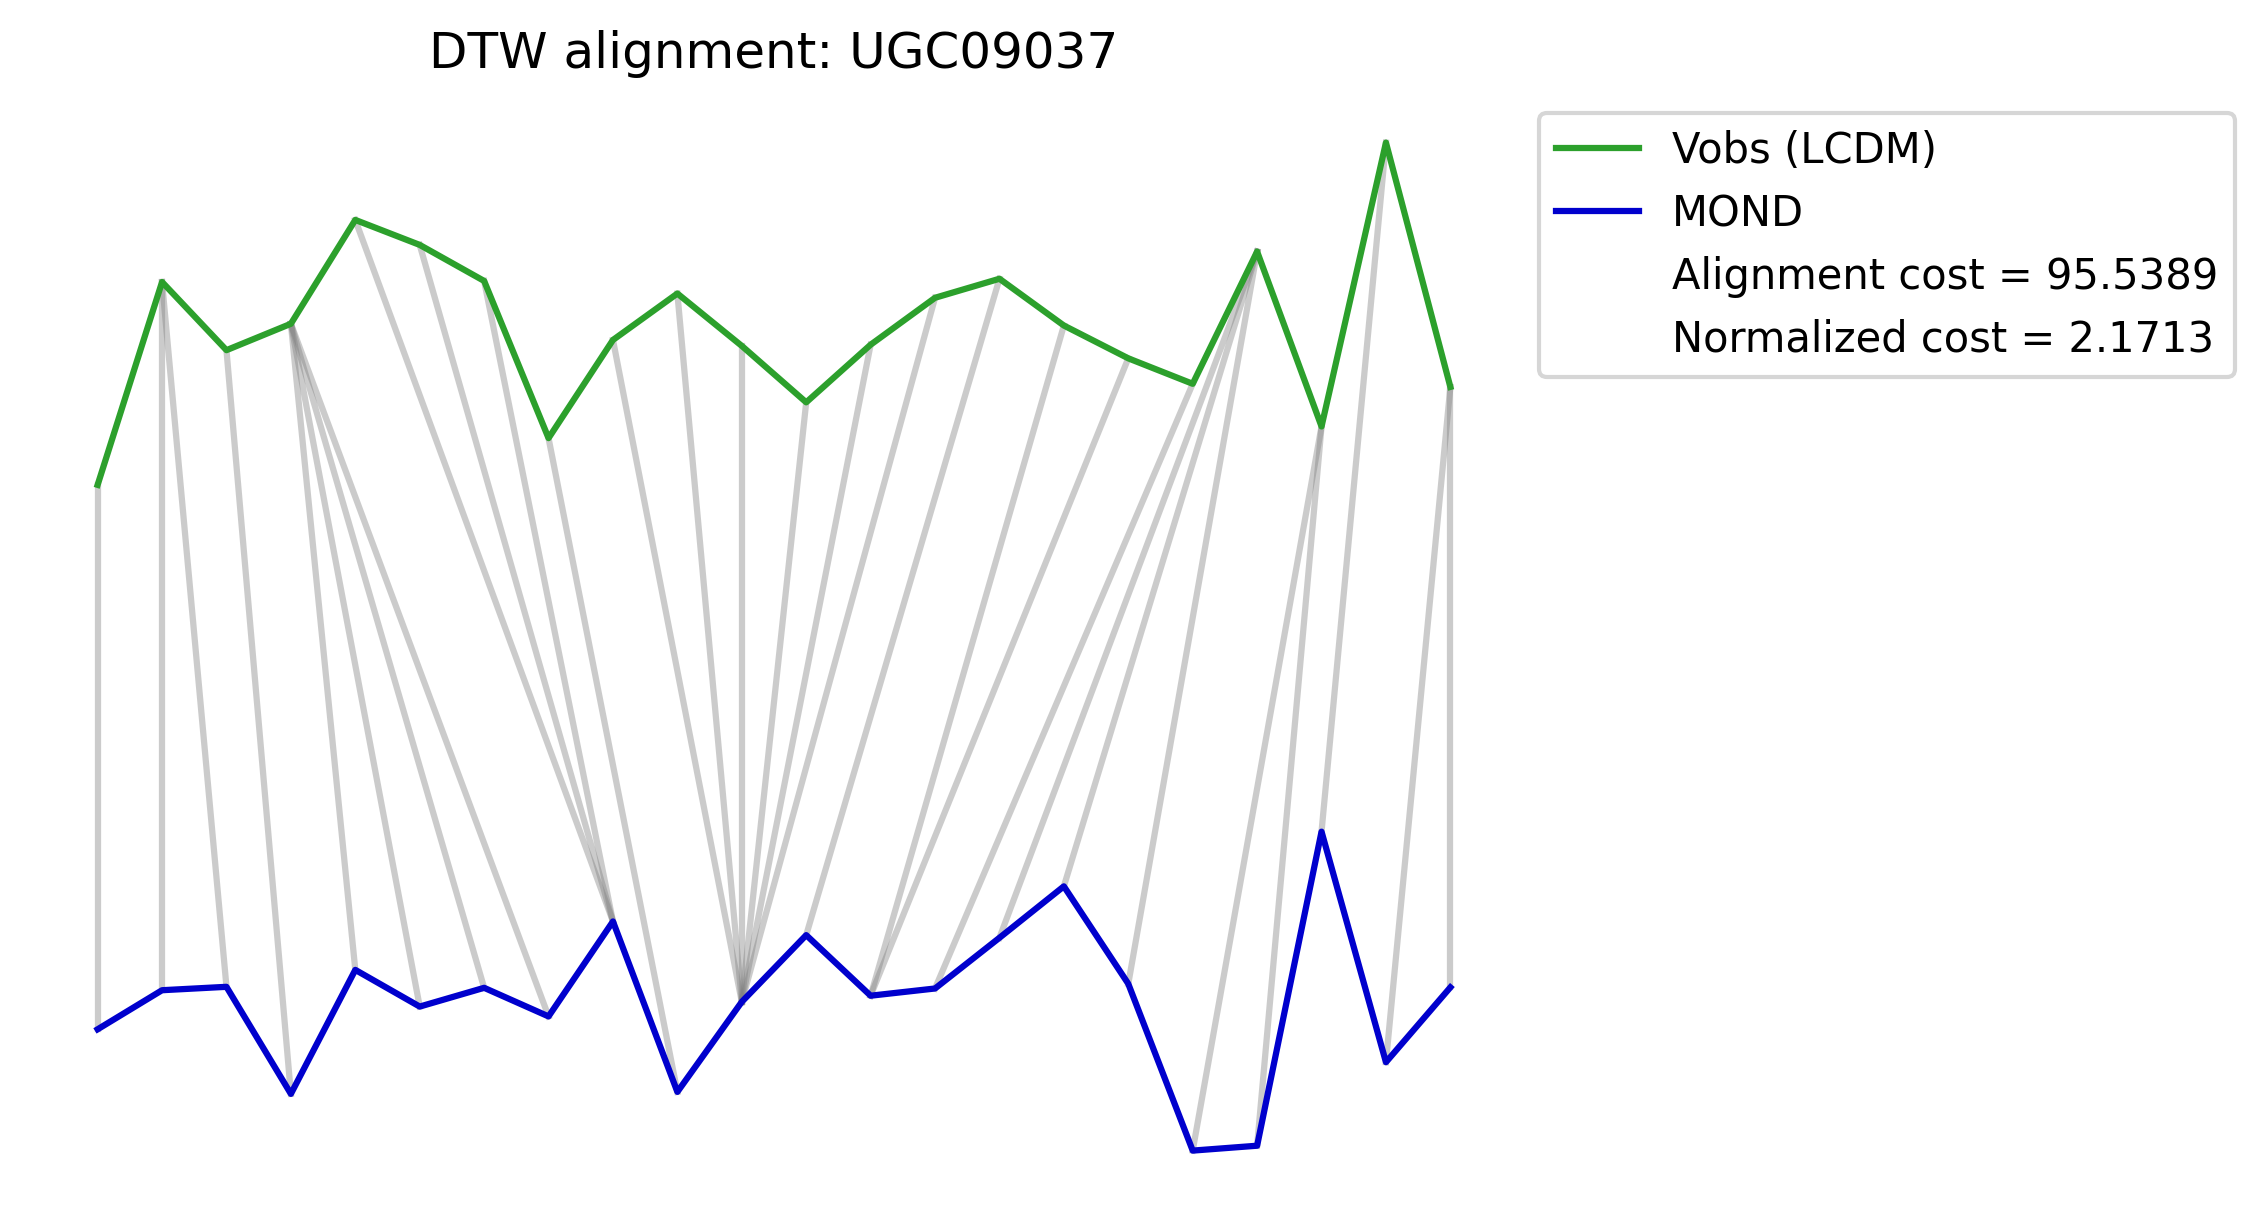 DTW alignment: UGC09037
Vobs (LCDM)
MOND
Alignment cost = 95.5389
Normalized cost = 2.1713